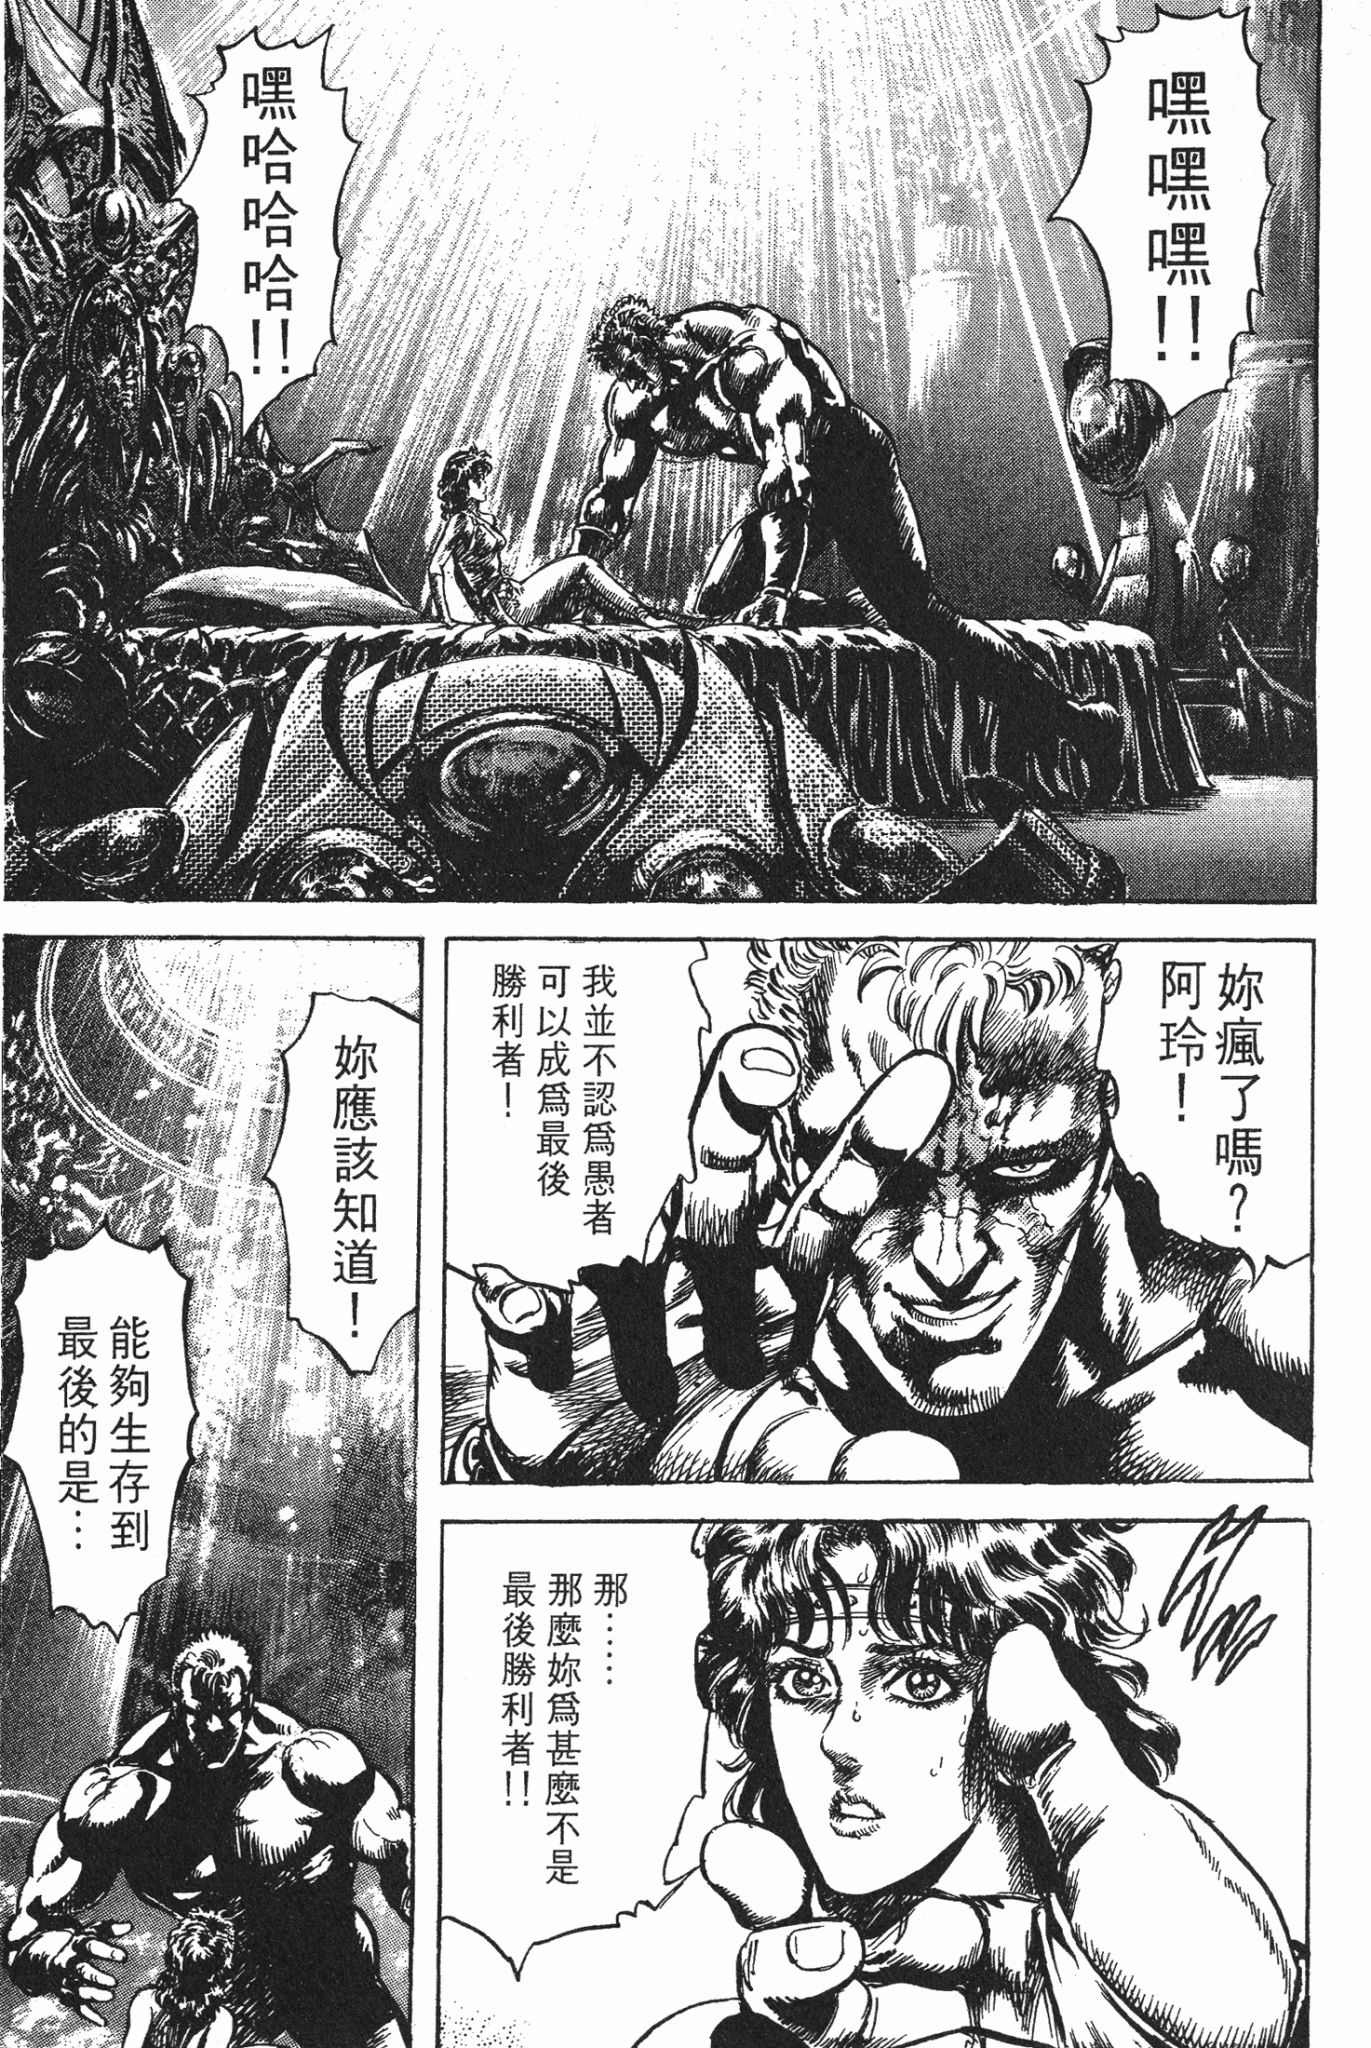 嘿嘿嘿!!
嘿哈哈哈!!
妳瘋了嗎?
阿玲!
我並不認爲愚者
可以成爲最後
勝利者!
那……
那麼妳爲甚麼不是
最後勝利者!!
妳應該知道!
能夠生存到
最後的是…